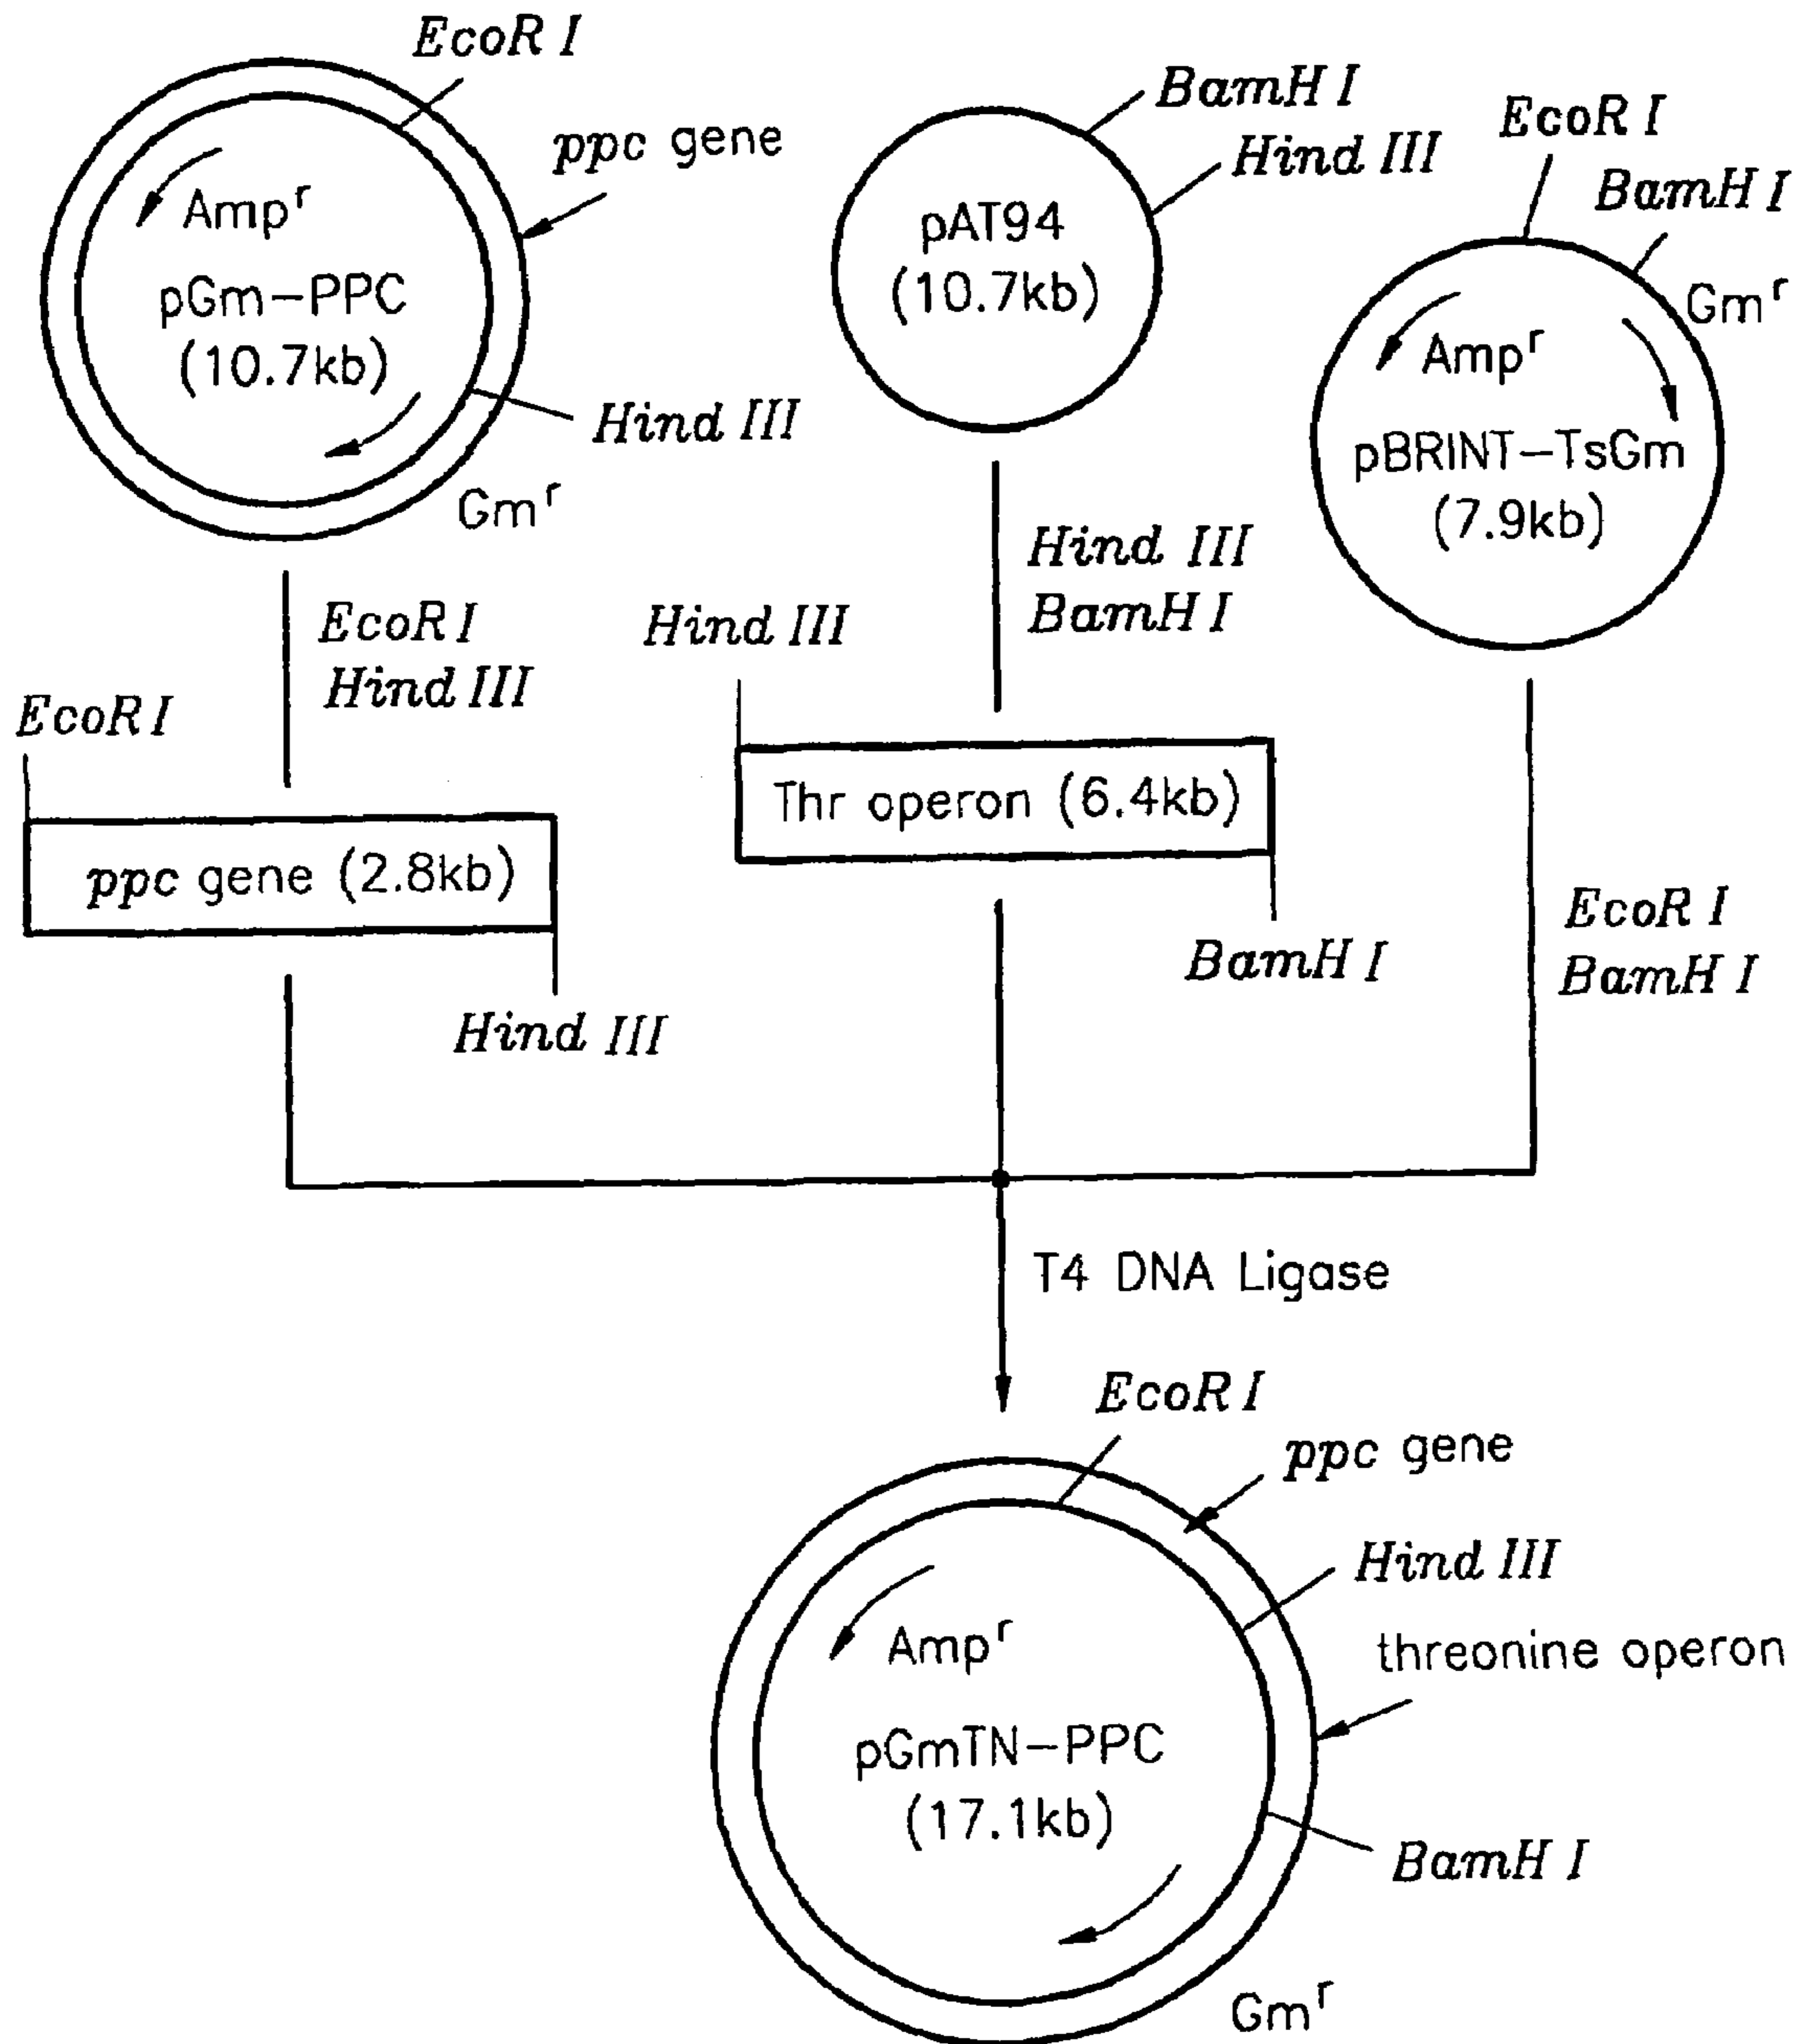 EcoR I
ppc gene
Amp^r
pGm-PPC
(10.7kb)
Hind III
Gm^r
BamH I
Hind III
pAT94
(10.7kb)
EcoR I
BamH I
Gm^r
Amp^r
pBRINT-TsGm
(7.9kb)
EcoR I
Hind III
EcoR I
ppc gene (2.8kb)
Hind III
Hind III
BamH I
Hind III
Thr operon (6.4kb)
BamH I
EcoR I
BamH I
T4 DNA Ligase
EcoR I
ppc gene
Hind III
threonine operon
Amp^r
pGmTN-PPC
(17.1kb)
BamH I
Gm^r